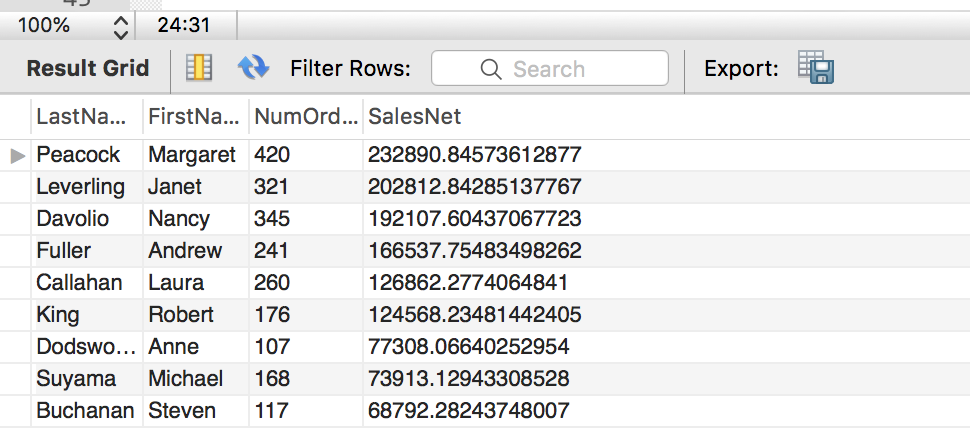 100% 24:31
Result Grid Filter Rows: Search Export:
LastNa... FirstNa... NumOrd... SalesNet
Peacock Margaret 420 232890.84573612877
Leverling Janet 321 202812.84285137767
Davolio Nancy 345 192107.60437067723
Fuller Andrew 241 166537.75483498262
Callahan Laura 260 126862.2774064841
King Robert 176 124568.23481442405
Dodswo... Anne 107 77308.06640252954
Suyama Michael 168 73913.12943308528
Buchanan Steven 117 68792.28243748007